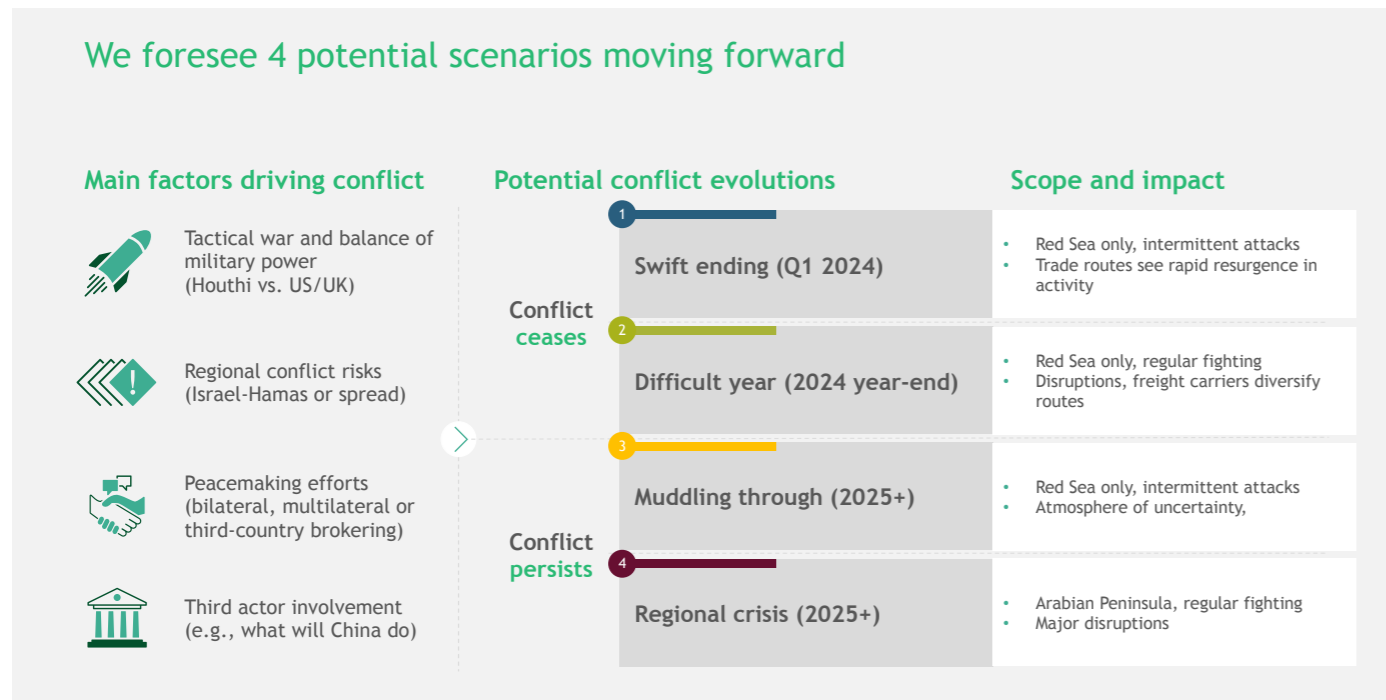 We foresee 4 potential scenarios moving forward
Main factors driving conflict
Tactical war and balance of
military power
(Houthi vs. US/UK)
Regional conflict risks
(Israel-Hamas or spread)
Peacemaking efforts
(bilateral, multilateral or
third-country brokering)
Third actor involvement
(e.g., what will China do)
Potential conflict evolutions
Conflict
ceases
1
Swift ending (Q1 2024)
2
Difficult year (2024 year-end)
Conflict
persists
3
Muddling through (2025+)
4
Regional crisis (2025+)
Scope and impact
• Red Sea only, intermittent attacks
• Trade routes see rapid resurgence in
activity
• Red Sea only, regular fighting
• Disruptions, freight carriers diversify
routes
• Red Sea only, intermittent attacks
• Atmosphere of uncertainty,
• Arabian Peninsula, regular fighting
• Major disruptions